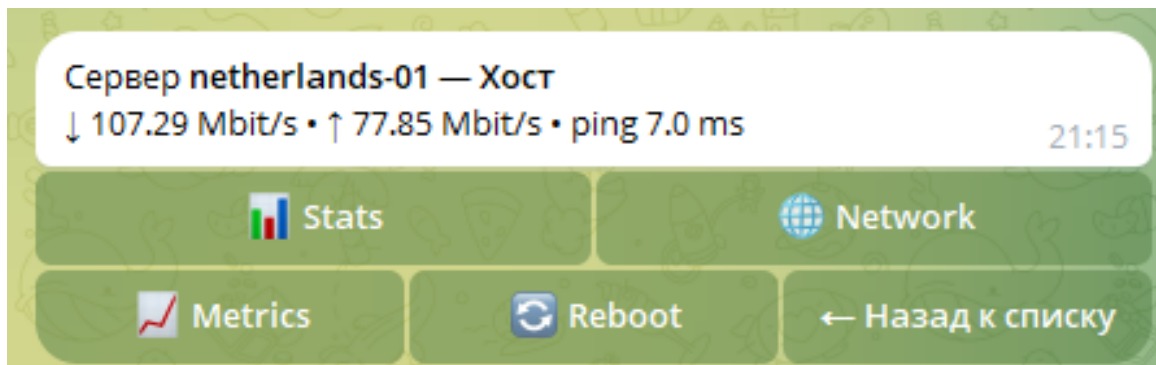 Сервер netherlands-01 — Хост
↓ 107.29 Mbit/s • ↑ 77.85 Mbit/s • ping 7.0 ms
21:15
📊 Stats
🌐 Network
📈 Metrics
🔄 Reboot
← Назад к списку